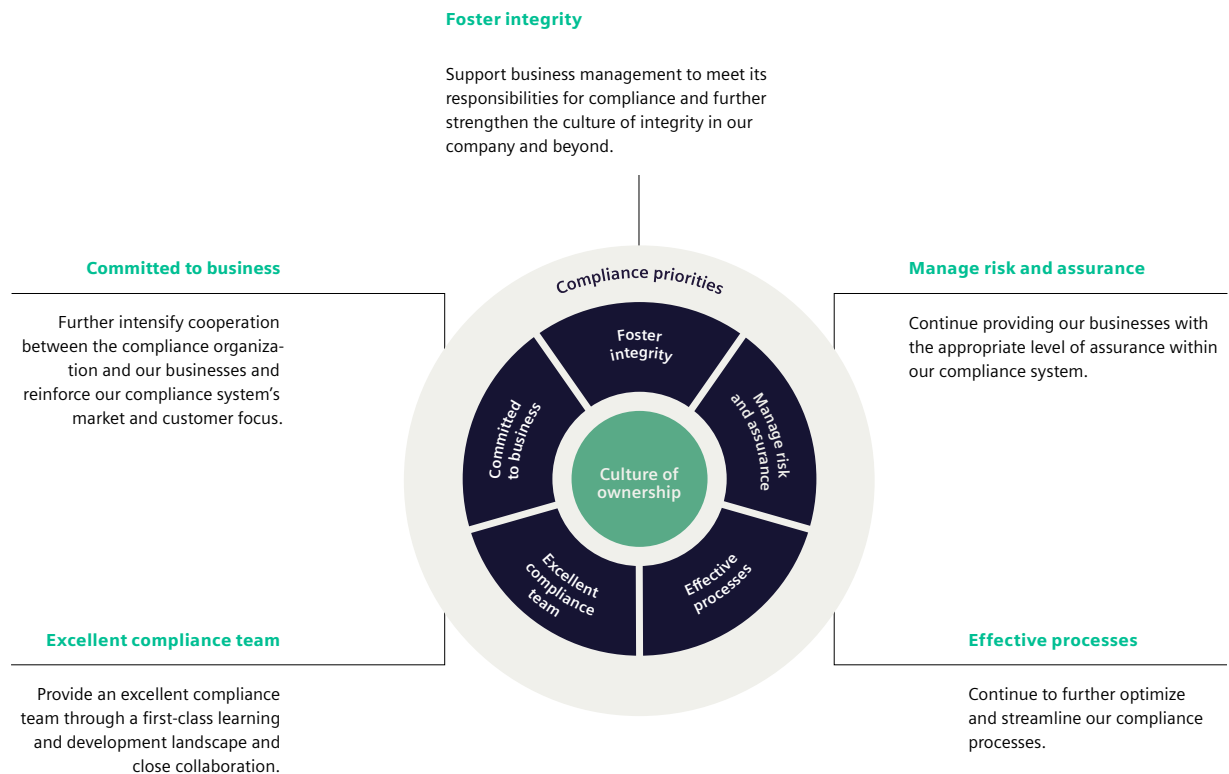 Foster integrity
Support business management to meet its
responsibilities for compliance and further
strengthen the culture of integrity in our
company and beyond.
Committed to business
Further intensify cooperation
between the compliance organiza-
tion and our businesses and
reinforce our compliance system’s
market and customer focus.
Manage risk and assurance
Continue providing our businesses with
the appropriate level of assurance within
our compliance system.
Compliance priorities
Foster
integrity
Committed
to business
Manage risk
and assurance
Culture of
ownership
Excellent
compliance
team
Effective
processes
Excellent compliance team
Provide an excellent compliance
team through a first-class learning
and development landscape and
close collaboration.
Effective processes
Continue to further optimize
and streamline our compliance
processes.